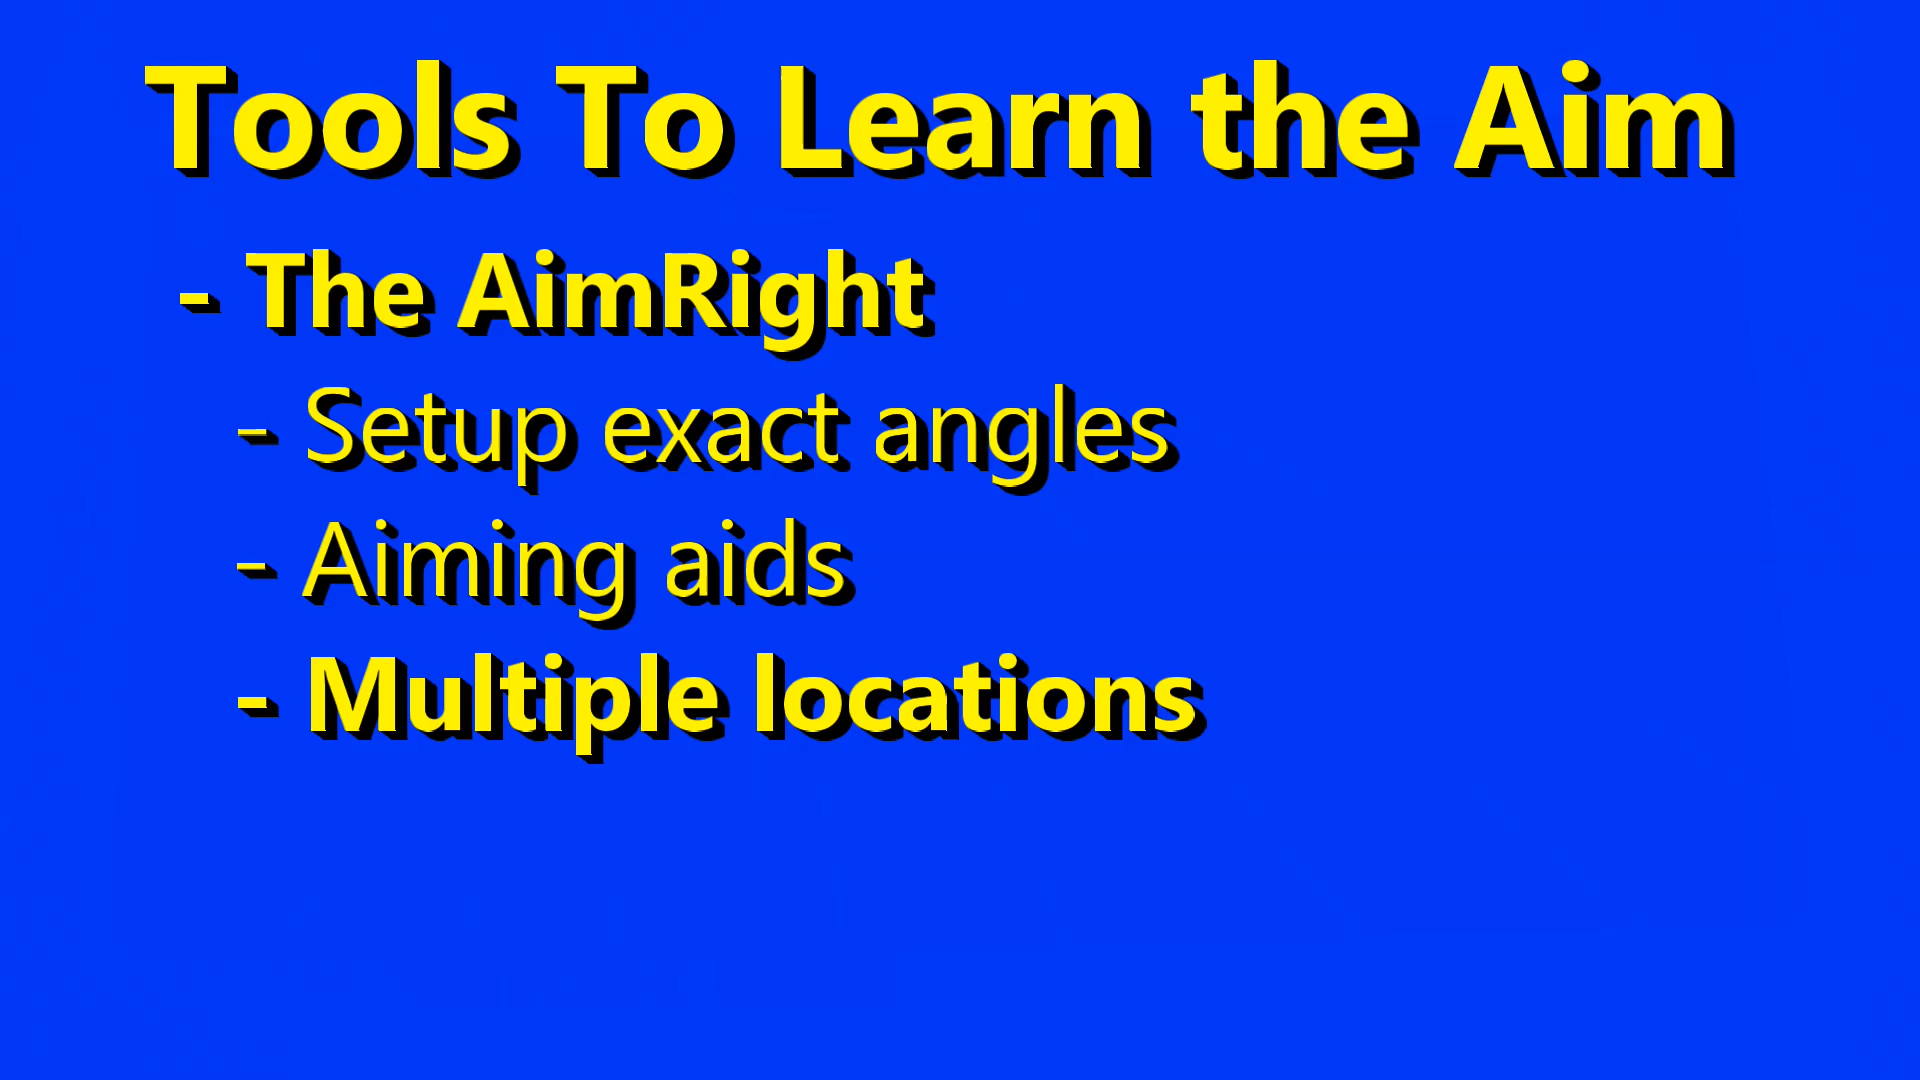 Tools To Learn the Aim
- The AimRight
- Setup exact angles
- Aiming aids
- Multiple locations